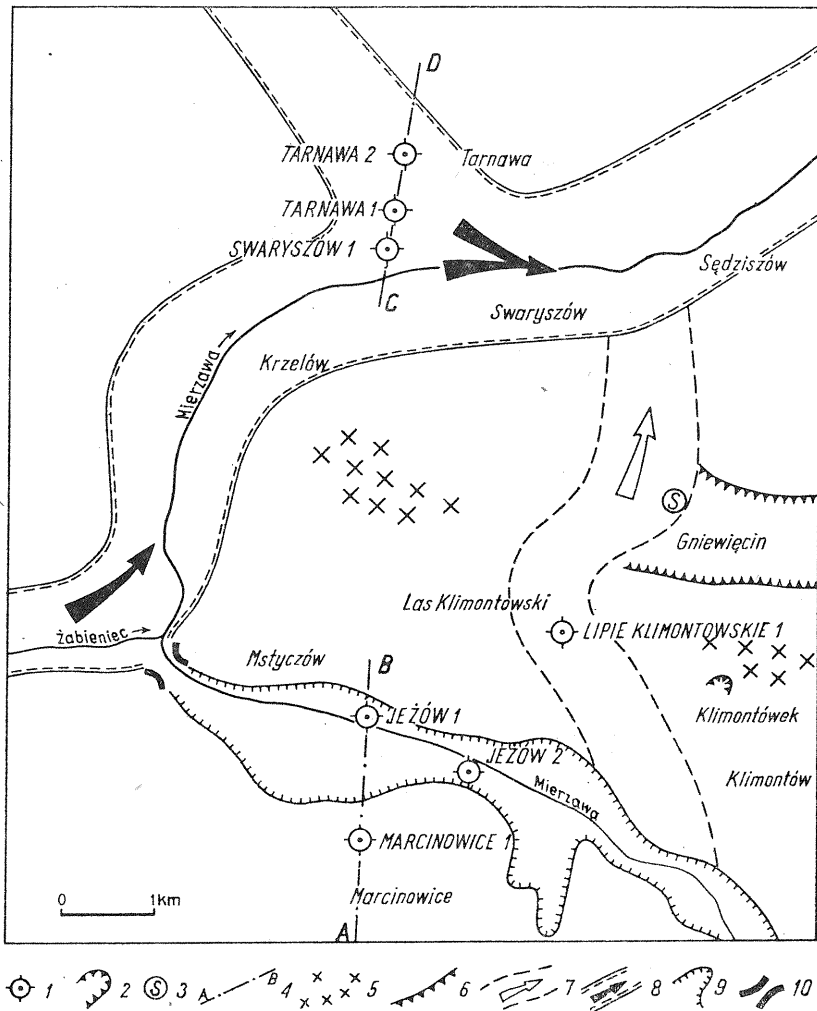 D
TARNAWA 2
Tarnawa
TARNAWA 1
SWARYSZÓW 1
Sędziszów
C
Swaryszów
Mierzawa
Krzelów
S
Gniewięcin
Las Klimontowski
Żabieniec
LIPIE KLIMONTOWSKIE 1
Mstyczów
B
JEŻÓW 1
Klimontówek
JEŻÓW 2
Klimontów
Mierzawa
MARCINOWICE 1
0 1km
Marcinowice
A
1 2 S 3 A B 4 5 6 7 8 9 10